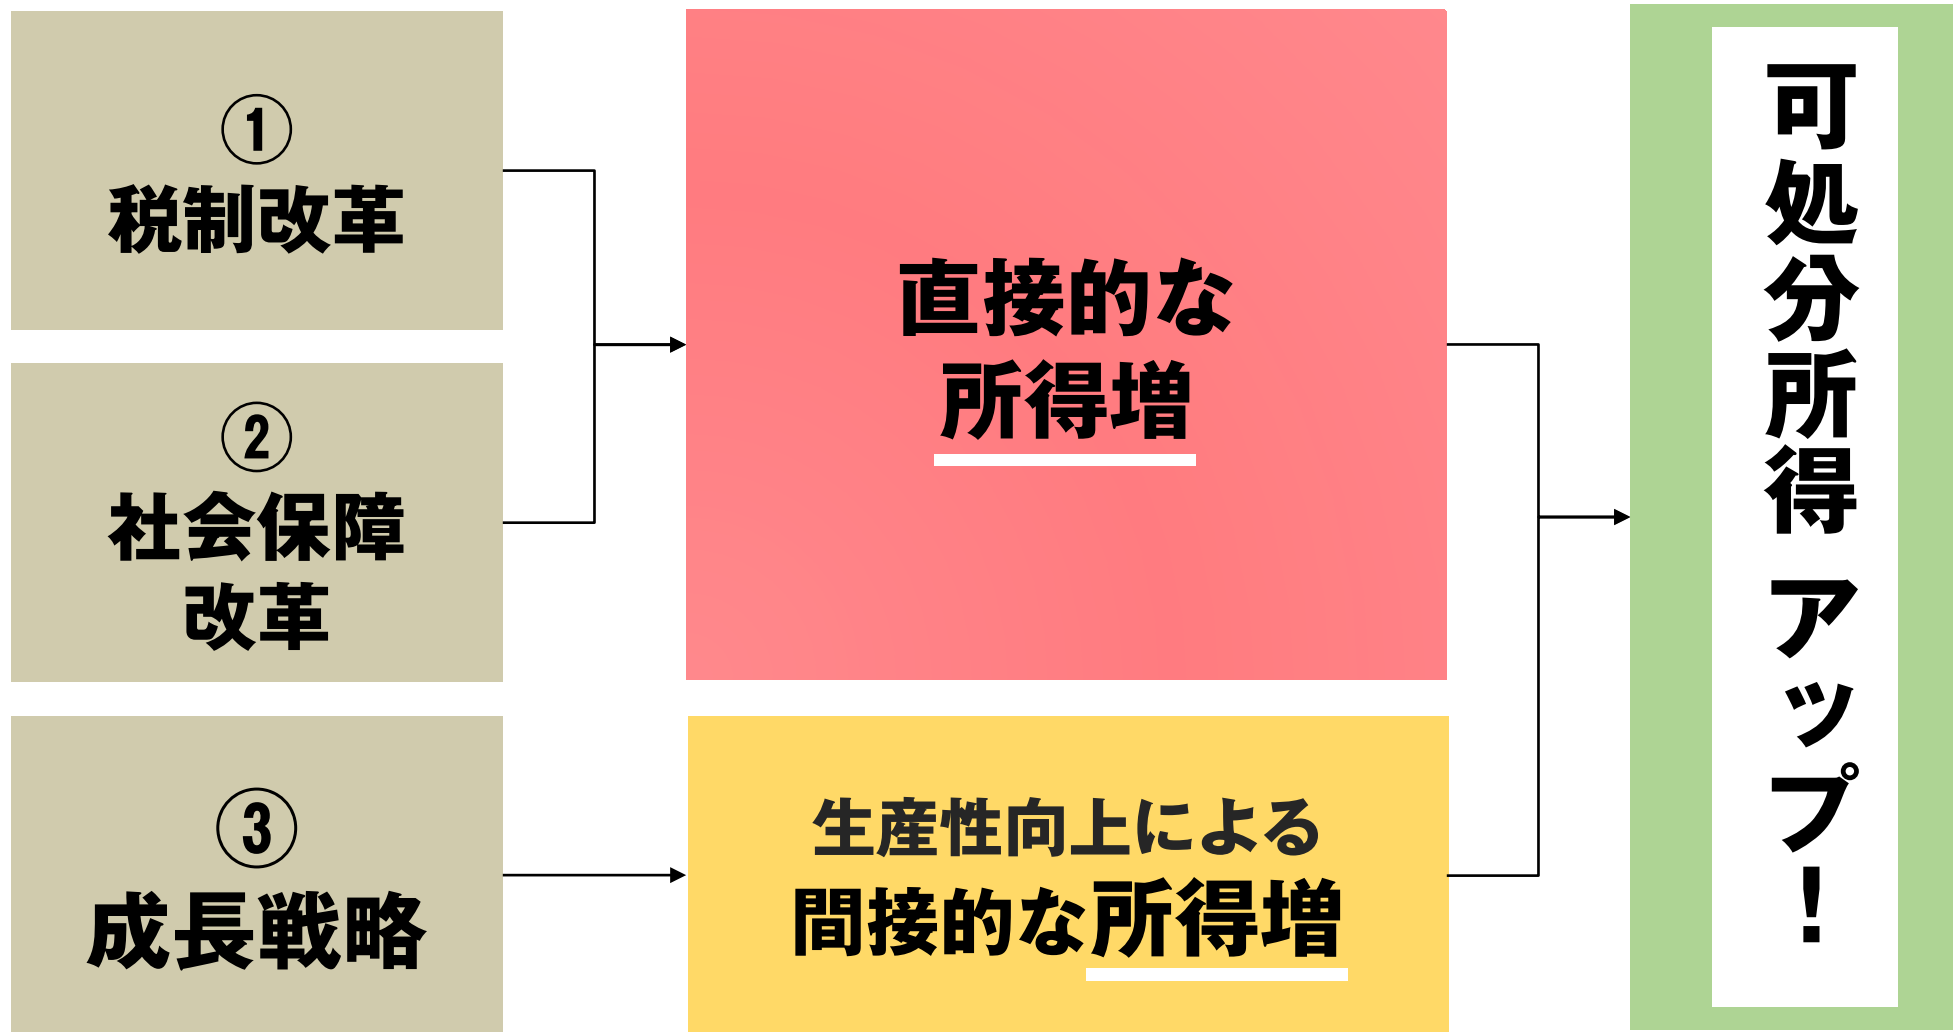 ①
税制改革
②
社会保障
改革
③
成長戦略
直接的な
所得増
生産性向上による
間接的な所得増
可処分所得 アップ！